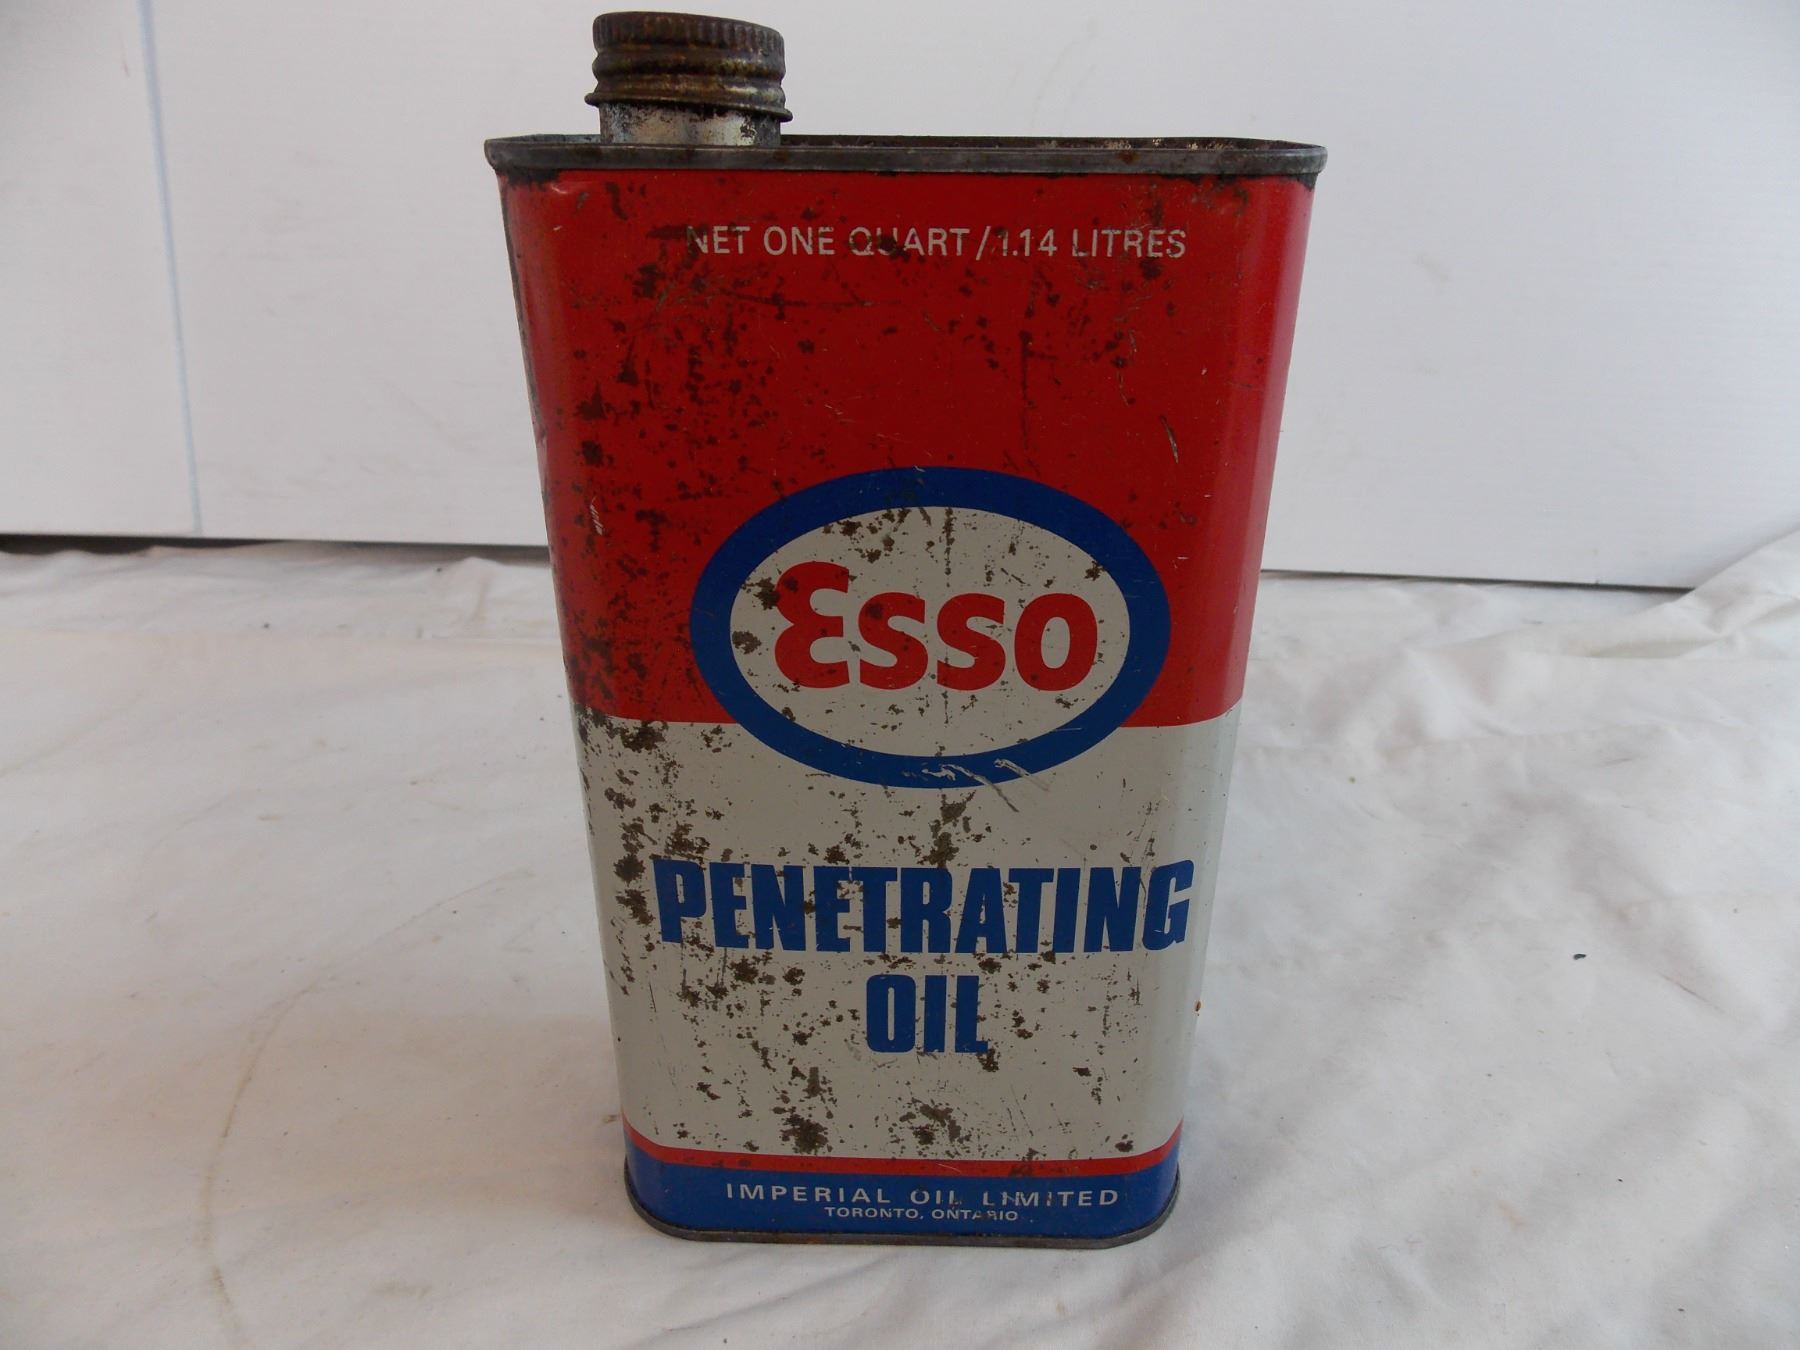 NET ONE QUART/1.14 LITRES
Esso
PENETRATING
OIL
IMPERIAL OIL LIMITED
TORONTO, ONTARIO